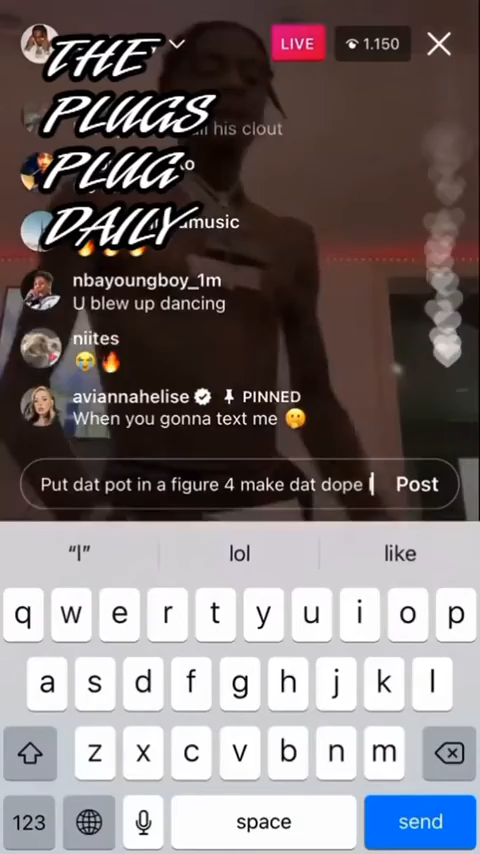 THE
LIVE
1.150
PLUGS
his clout
PLUG
DAILY
amusic
🔥🔥🔥
nbayoungboy_1m
U blew up dancing
niites
😭🔥
aviannahelise PINNED
When you gonna text me 🤭
Put dat pot in a figure 4 make dat dope
Post
“I” lol like
q w e r t y u i o p
a s d f g h j k l
z x c v b n m
123 space send